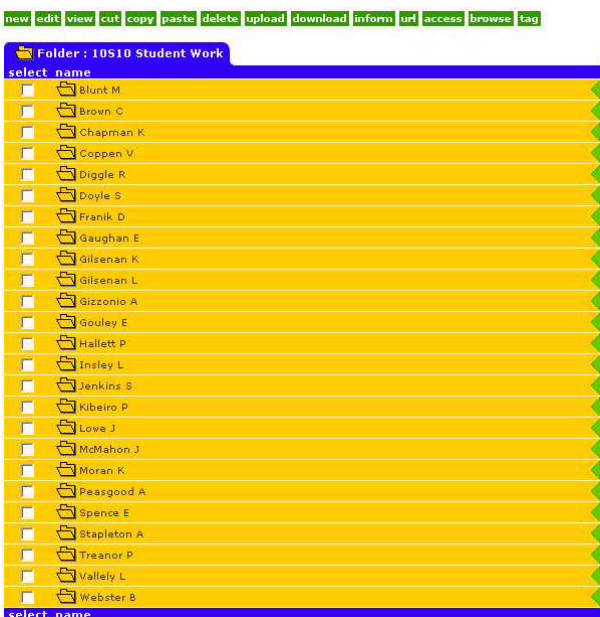 new edit view cut copy paste delete upload download inform url access browse tag
Folder : 10S10 Student Work
select name
Blunt M
Brown C
Chapman K
Coppen V
Diggle R
Doyle S
Franik D
Gaughan E
Gilsenan K
Gilsenan L
Gizzonio A
Gouley E
Hallett P
Insley L
Jenkins S
Kibeiro P
Lowe J
McMahon J
Moran K
Peasgood A
Spence E
Stapleton A
Treanor P
Vallely L
Webster B
select name